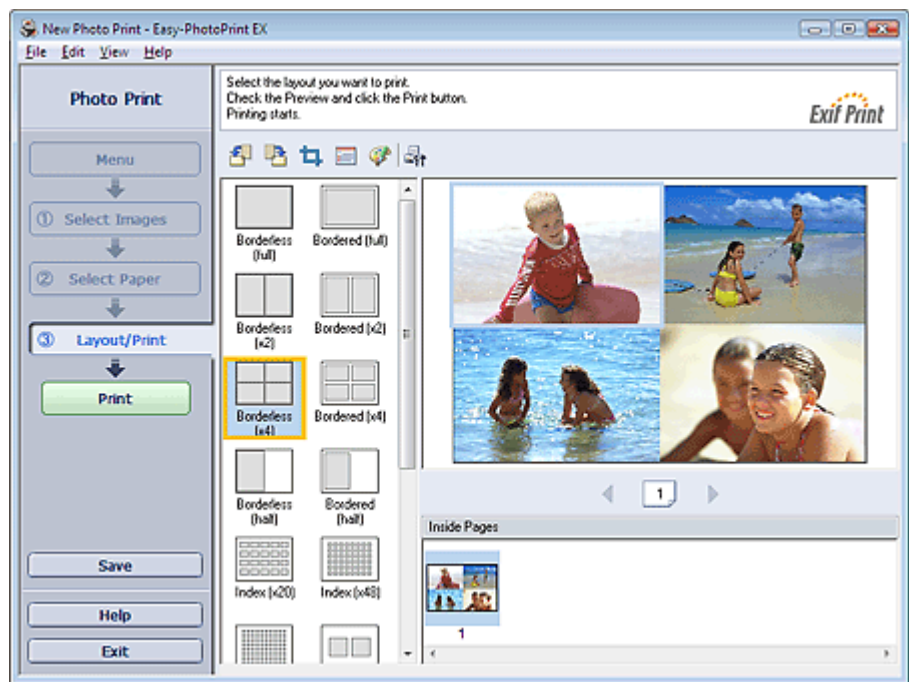 New Photo Print - Easy-PhotoPrint EX
File Edit View Help
Photo Print
Select the layout you want to print.
Check the Preview and click the Print button.
Printing starts.
Exif Print
Menu
① Select Images
② Select Paper
③ Layout/Print
Print
Save
Help
Exit
Borderless (full)
Bordered (full)
Borderless (x2)
Bordered (x2)
Borderless (x4)
Bordered (x4)
Borderless (half)
Bordered (half)
Index (x20)
Index (x48)
1
Inside Pages
1